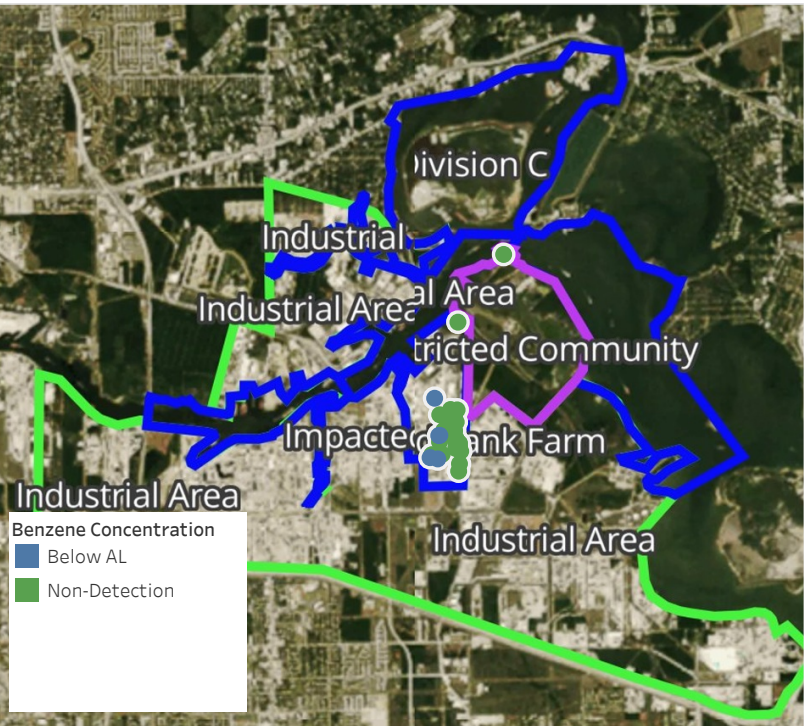 Division C
Industrial
al Area
Industrial Area
tricted Community
Impacted
ank Farm
Industrial Area
Industrial Area
Benzene Concentration
Below AL
Non-Detection